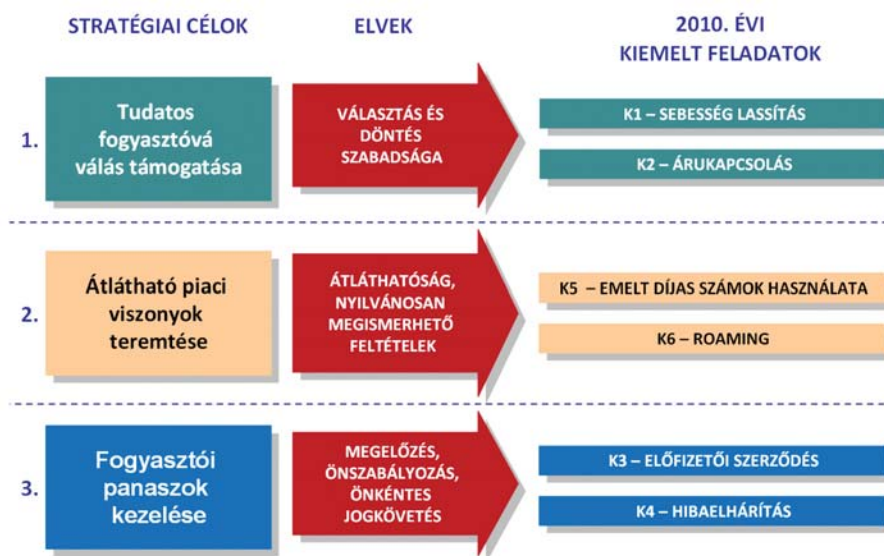 STRATÉGIAI CÉLOK
ELVEK
2010. ÉVI
KIEMELT FELADATOK
1.
Tudatos
fogyasztóvá
válás támogatása
VÁLASZTÁS ÉS
DÖNTÉS
SZABADSÁGA
K1 – SEBESSÉG LASSÍTÁS
K2 – ÁRUKAPCSOLÁS
2.
Átlátható piaci
viszonyok
teremtése
ÁTLÁTHATÓSÁG,
NYILVÁNOSAN
MEGISMERHETŐ
FELTÉTELEK
K5 – EMELT DÍJAS SZÁMOK HASZNÁLATA
K6 – ROAMING
3.
Fogyasztói
panaszok
kezelése
MEGELŐZÉS,
ÖNSZABÁLYOZÁS,
ÖNKÉNTES
JOGKÖVETÉS
K3 – ELŐFIZETŐI SZERZŐDÉS
K4 – HIBAELHÁRÍTÁS